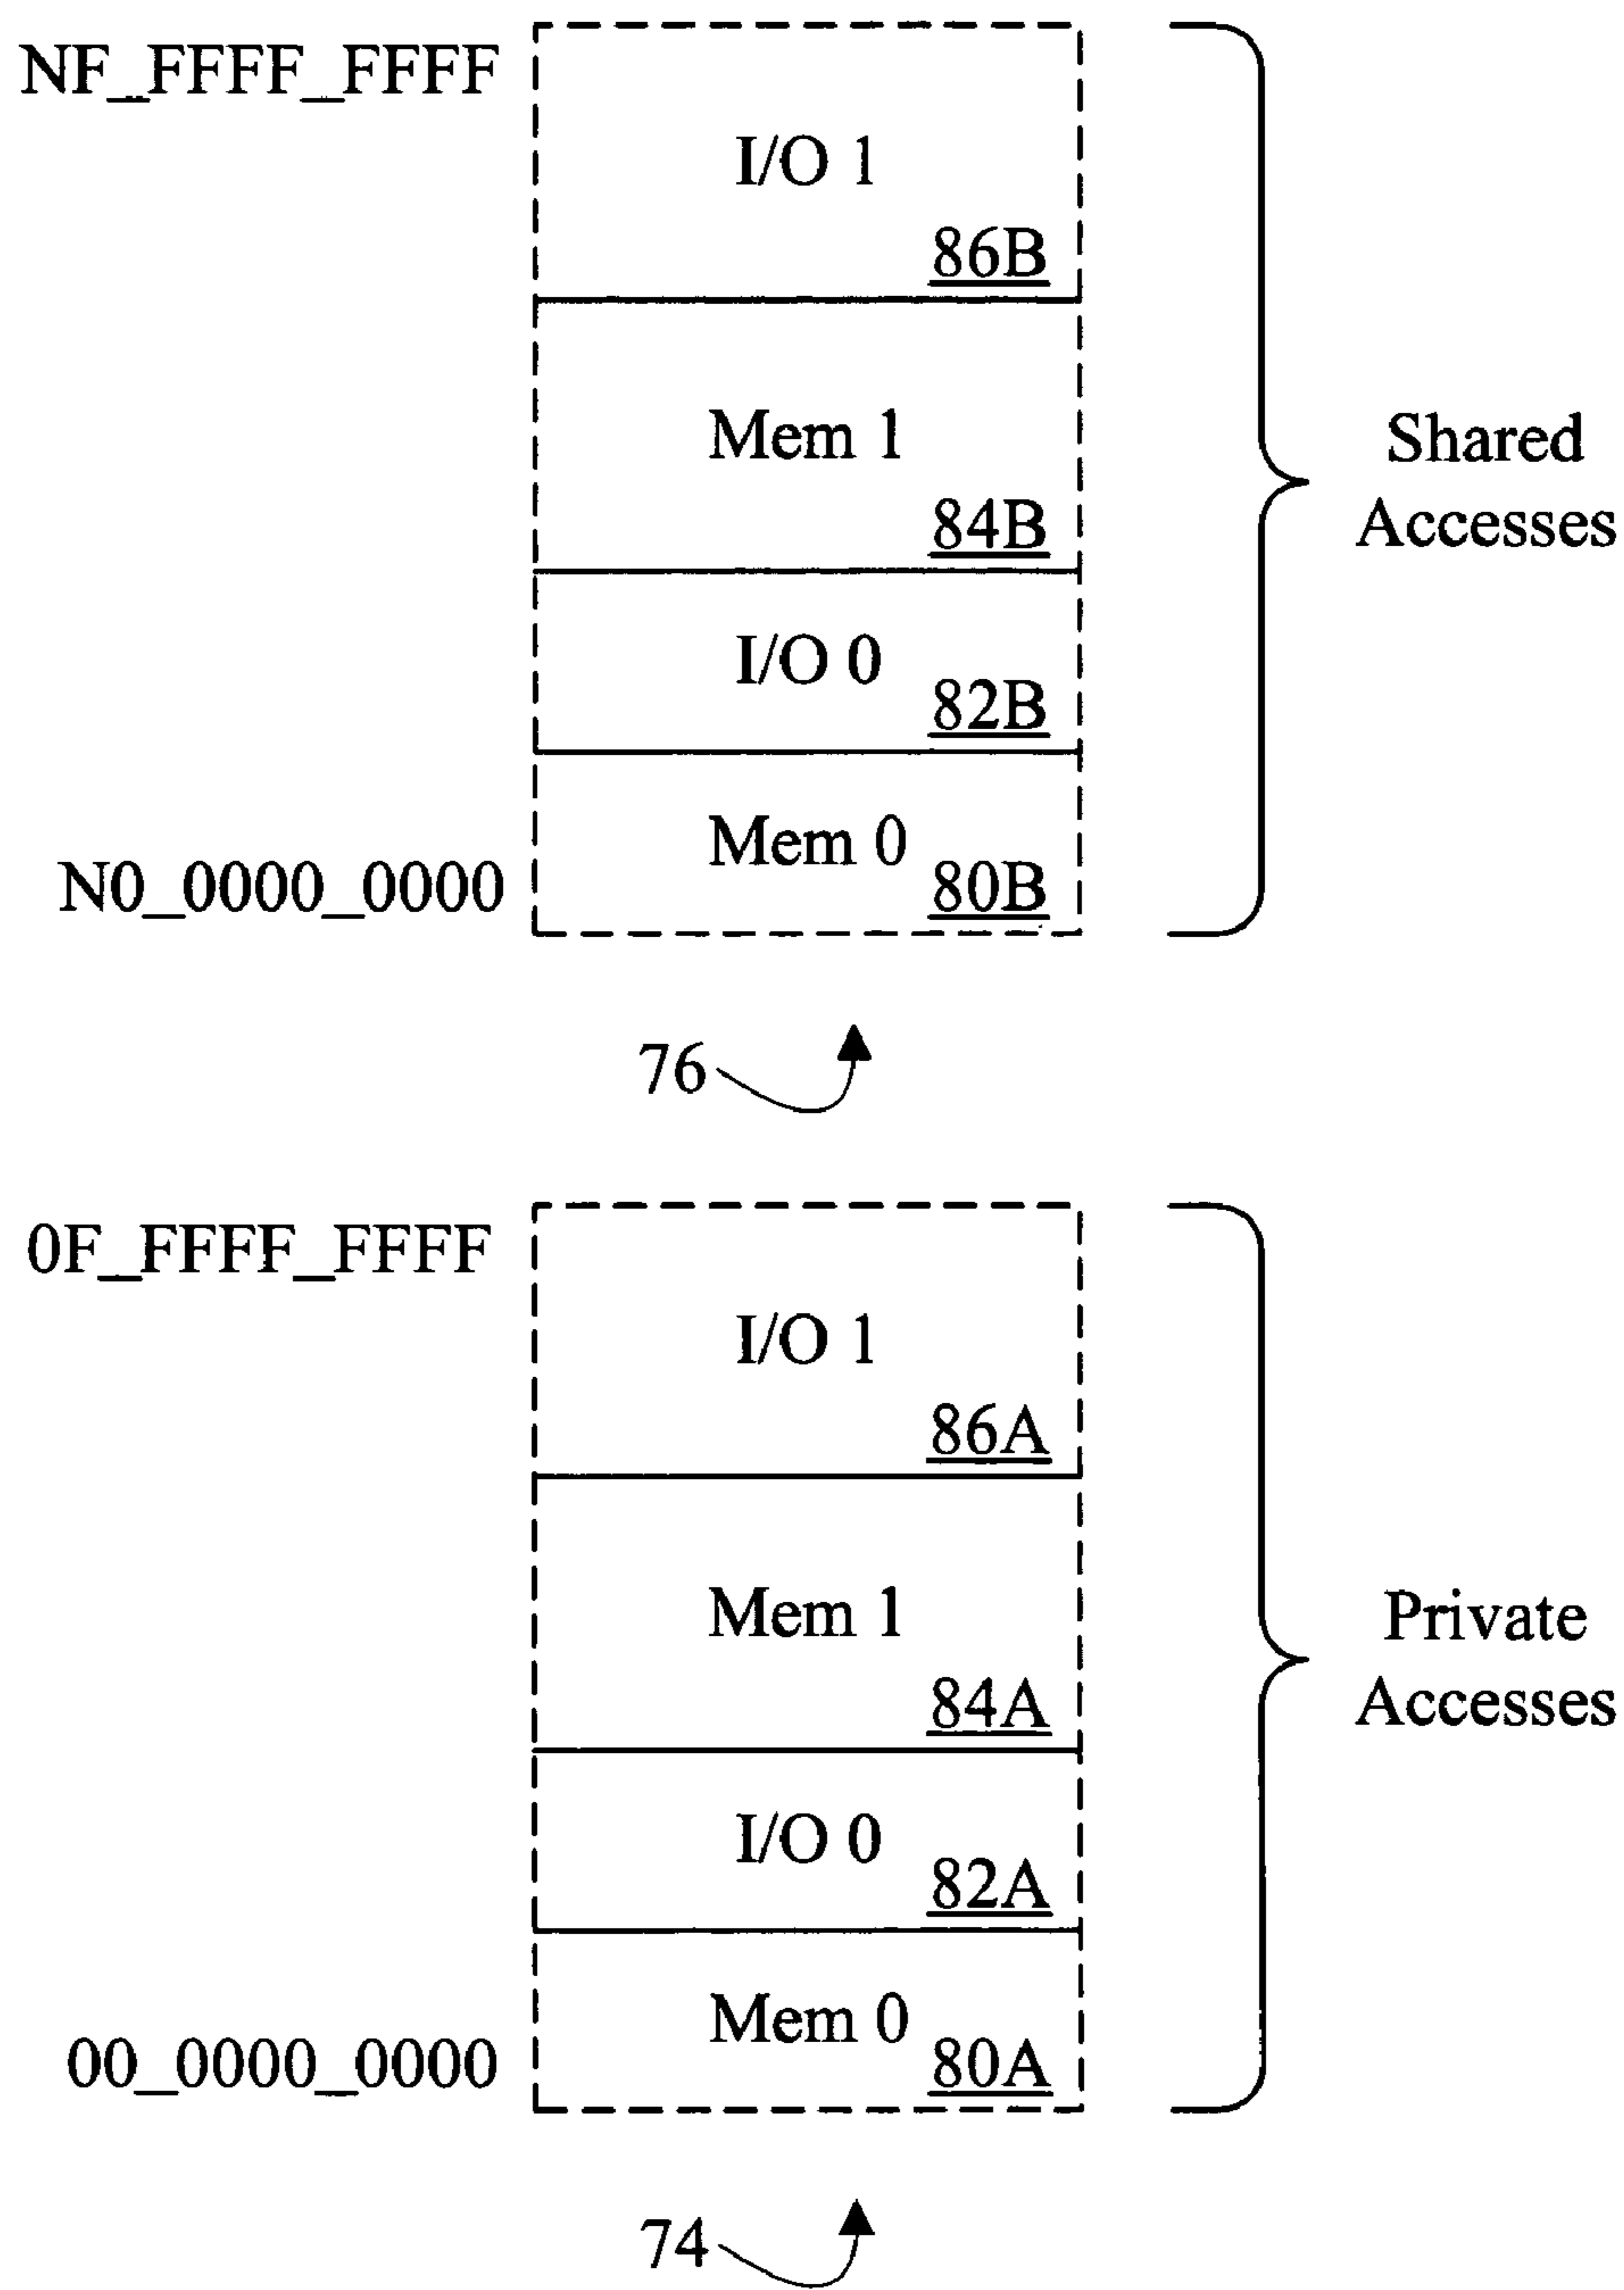 NF_FFFF_FFFF
I/O 1
86B
Mem 1
84B
Shared
Accesses
I/O 0
82B
Mem 0
N0_0000_0000
80B
76
0F_FFFF_FFFF
I/O 1
86A
Mem 1
84A
Private
Accesses
I/O 0
82A
Mem 0
00_0000_0000
80A
74